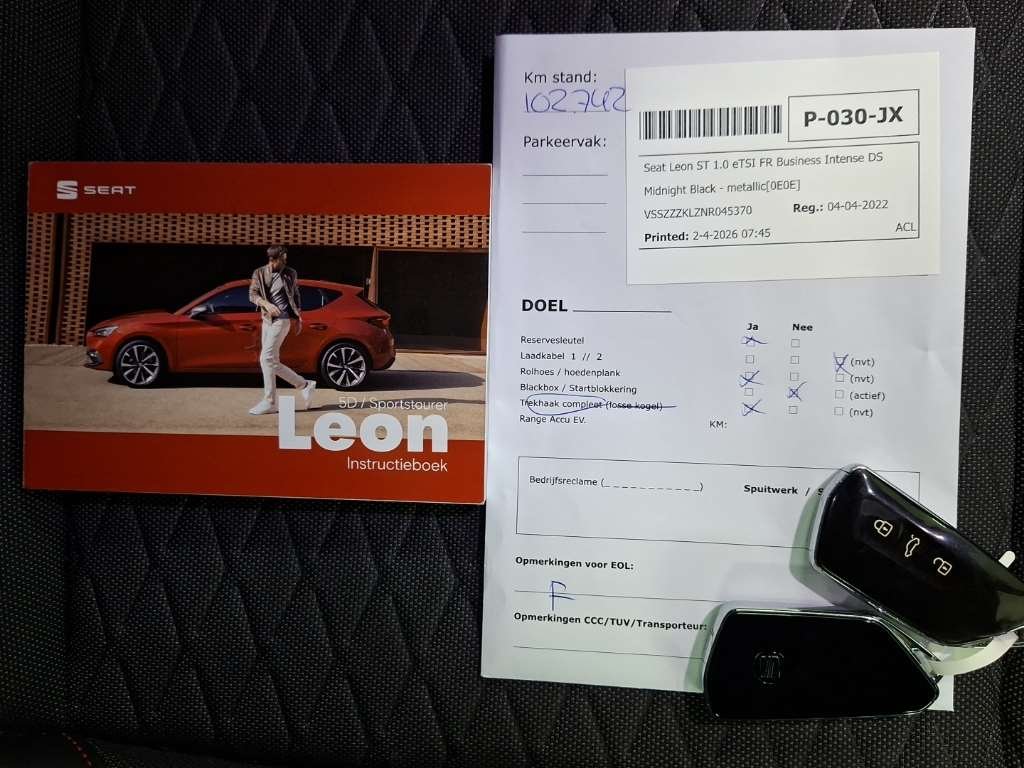 SEAT
5D / Sportstourer
Leon
Instructieboek
Km stand:
102.742
P-030-JX
Parkeervak:
Seat Leon ST 1.0 eTSI FR Business Intense DS
Midnight Black - metallic[0E0E]
VSSZZZKLZNR045370 Reg.: 04-04-2022
Printed: 2-4-2026 07:45 ACL
DOEL
Ja Nee
Reservesleutel
Laadkabel 1 // 2 (nvt)
Rolhoes / hoedenplank (nvt)
Blackbox / Startblokkering (actief)
Trekhaak compleet (losse kogel) (nvt)
Range Accu EV. KM:
Bedrijfsreclame (_ _ _ _ _ _ _ _ _ _ _) Spuitwerk / S
Opmerkingen voor EOL:
F
Opmerkingen CCC/TUV/Transporteur: